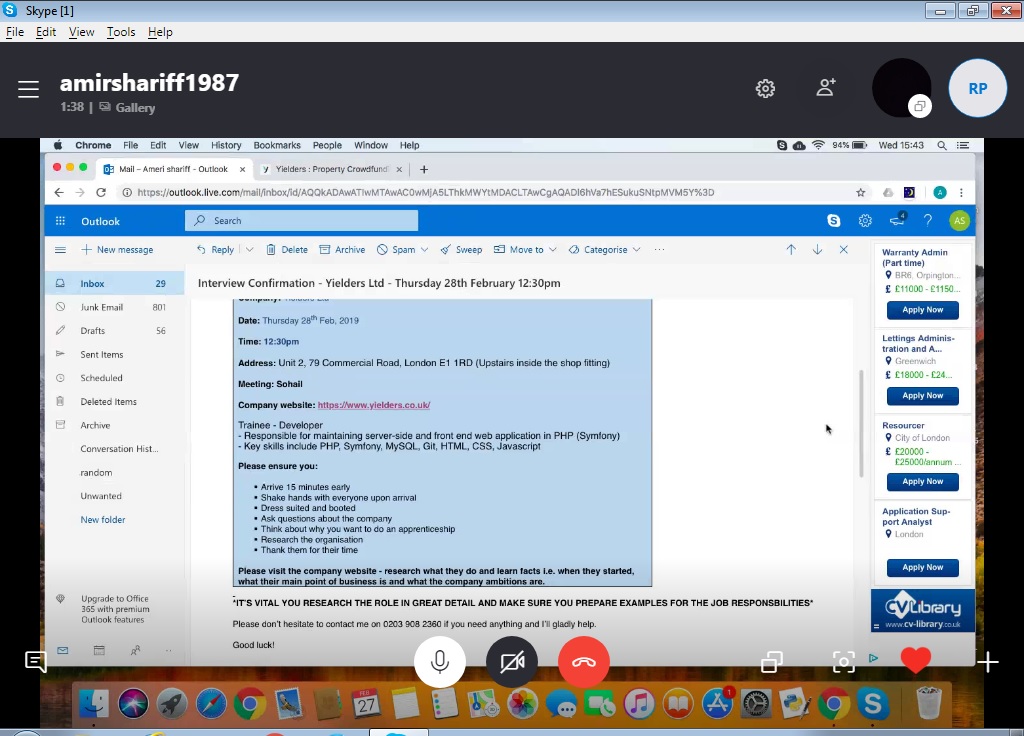 Skype [1]
File Edit View Tools Help
amirshariff1987
1:38 | Gallery
RP
Chrome File Edit View History Bookmarks People Window Help
94% Wed 15:43
Mail – Ameri shariff - Outlook
Yielders : Property Crowdfundi
https://outlook.live.com/mail/inbox/id/AQQkADAwATIwMTAwAC0wMjA5LThkMWYtMDACLTAwCgAQADI6hVa7hESukuSNtpMVM5Y%3D
A
Outlook
Search
4
?
AS
New message
Reply Delete Archive Spam Sweep Move to Categorise ...
Interview Confirmation - Yielders Ltd - Thursday 28th February 12:30pm
Inbox 29
Junk Email 801
Drafts 56
Sent Items
Scheduled
Deleted Items
Archive
Conversation Hist...
random
Unwanted
New folder
Upgrade to Office
365 with premium
Outlook features
Company: Yielders Ltd
Date: Thursday 28th Feb, 2019
Time: 12:30pm
Address: Unit 2, 79 Commercial Road, London E1 1RD (Upstairs inside the shop fitting)
Meeting: Sohail
Company website: https://www.yielders.co.uk/
Trainee - Developer
- Responsible for maintaining server-side and front end web application in PHP (Symfony)
- Key skills include PHP, Symfony, MySQL, Git, HTML, CSS, Javascript
Please ensure you:
▪ Arrive 15 minutes early
▪ Shake hands with everyone upon arrival
▪ Dress suited and booted
▪ Ask questions about the company
▪ Think about why you want to do an apprenticeship
▪ Research the organisation
▪ Thank them for their time
Please visit the company website - research what they do and learn facts i.e. when they started,
what their main point of business is and what the company ambitions are.
*IT'S VITAL YOU RESEARCH THE ROLE IN GREAT DETAIL AND MAKE SURE YOU PREPARE EXAMPLES FOR THE JOB RESPONSBILITIES*
Please don't hesitate to contact me on 0203 908 2360 if you need anything and I'll gladly help.
Good luck!
Warranty Admin
(Part time)
BR6, Orpington...
£ £11000 - £1150...
Apply Now
Lettings Adminis-
tration and A...
Greenwich
£ £18000 - £24...
Apply Now
Resourcer
City of London
£ £20000 -
£25000/annum ...
Apply Now
Application Sup-
port Analyst
London
Apply Now
CVLibrary
www.cv-library.co.uk
FEB
27
1